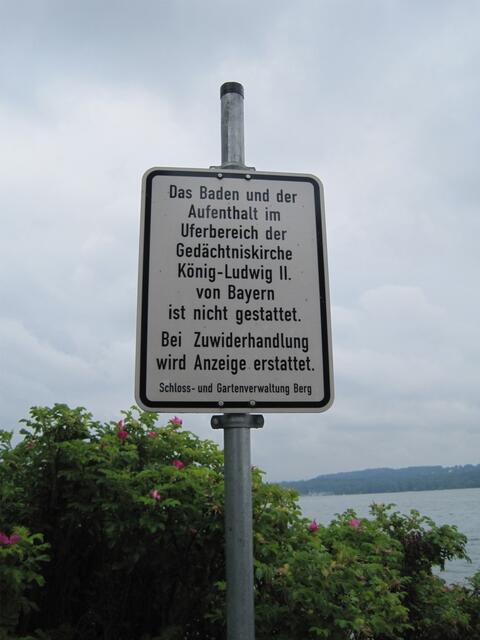 Das Baden und der
Aufenthalt im
Uferbereich der
Gedächtniskirche
König-Ludwig II.
von Bayern
ist nicht gestattet.
Bei Zuwiderhandlung
wird Anzeige erstattet.
Schloss- und Gartenverwaltung Berg